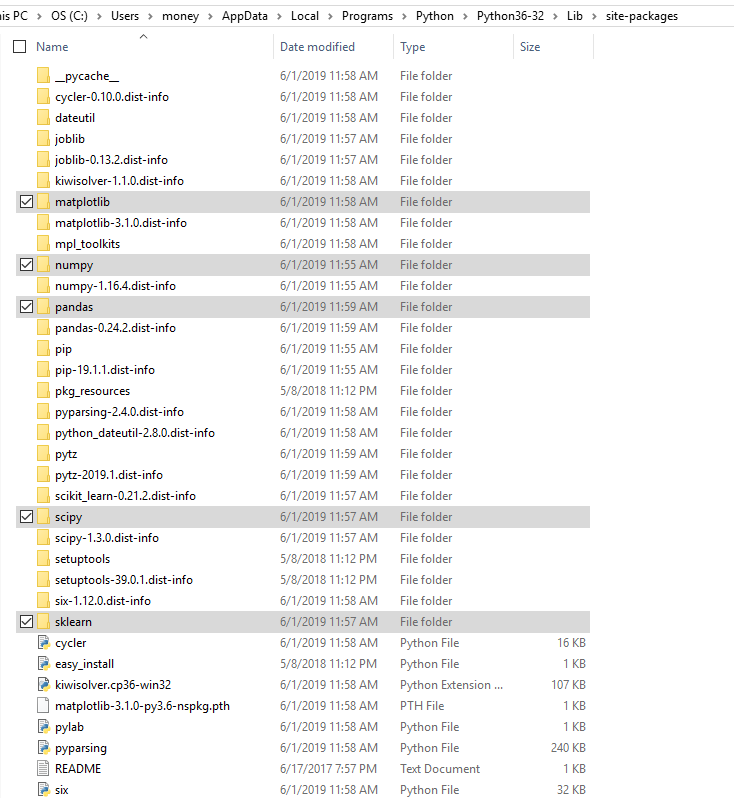 his PC > OS (C:) > Users > money > AppData > Local > Programs > Python > Python36-32 > Lib > site-packages
Name Date modified Type Size
__pycache__ 6/1/2019 11:58 AM File folder
cycler-0.10.0.dist-info 6/1/2019 11:58 AM File folder
dateutil 6/1/2019 11:58 AM File folder
joblib 6/1/2019 11:57 AM File folder
joblib-0.13.2.dist-info 6/1/2019 11:57 AM File folder
kiwisolver-1.1.0.dist-info 6/1/2019 11:58 AM File folder
matplotlib 6/1/2019 11:58 AM File folder
matplotlib-3.1.0.dist-info 6/1/2019 11:58 AM File folder
mpl_toolkits 6/1/2019 11:58 AM File folder
numpy 6/1/2019 11:55 AM File folder
numpy-1.16.4.dist-info 6/1/2019 11:55 AM File folder
pandas 6/1/2019 11:59 AM File folder
pandas-0.24.2.dist-info 6/1/2019 11:59 AM File folder
pip 6/1/2019 11:55 AM File folder
pip-19.1.1.dist-info 6/1/2019 11:55 AM File folder
pkg_resources 5/8/2018 11:12 PM File folder
pyparsing-2.4.0.dist-info 6/1/2019 11:58 AM File folder
python_dateutil-2.8.0.dist-info 6/1/2019 11:58 AM File folder
pytz 6/1/2019 11:59 AM File folder
pytz-2019.1.dist-info 6/1/2019 11:59 AM File folder
scikit_learn-0.21.2.dist-info 6/1/2019 11:57 AM File folder
scipy 6/1/2019 11:57 AM File folder
scipy-1.3.0.dist-info 6/1/2019 11:57 AM File folder
setuptools 5/8/2018 11:12 PM File folder
setuptools-39.0.1.dist-info 5/8/2018 11:12 PM File folder
six-1.12.0.dist-info 6/1/2019 11:58 AM File folder
sklearn 6/1/2019 11:57 AM File folder
cycler 6/1/2019 11:58 AM Python File 16 KB
easy_install 5/8/2018 11:12 PM Python File 1 KB
kiwisolver.cp36-win32 6/1/2019 11:58 AM Python Extension ... 107 KB
matplotlib-3.1.0-py3.6-nspkg.pth 6/1/2019 11:58 AM PTH File 1 KB
pylab 6/1/2019 11:58 AM Python File 1 KB
pyparsing 6/1/2019 11:58 AM Python File 240 KB
README 6/17/2017 7:57 PM Text Document 1 KB
six 6/1/2019 11:58 AM Python File 32 KB